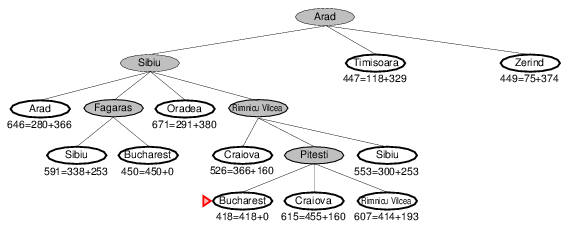 Arad
Sibiu
Timisoara
Zerind
447=118+329
449=75+374
Arad
Fagaras
Oradea
Rimnicu Vilcea
646=280+366
671=291+380
Sibiu
Bucharest
Craiova
Pitesti
Sibiu
591=338+253
450=450+0
526=366+160
553=300+253
Bucharest
Craiova
Rimnicu Vilcea
418=418+0
615=455+160
607=414+193